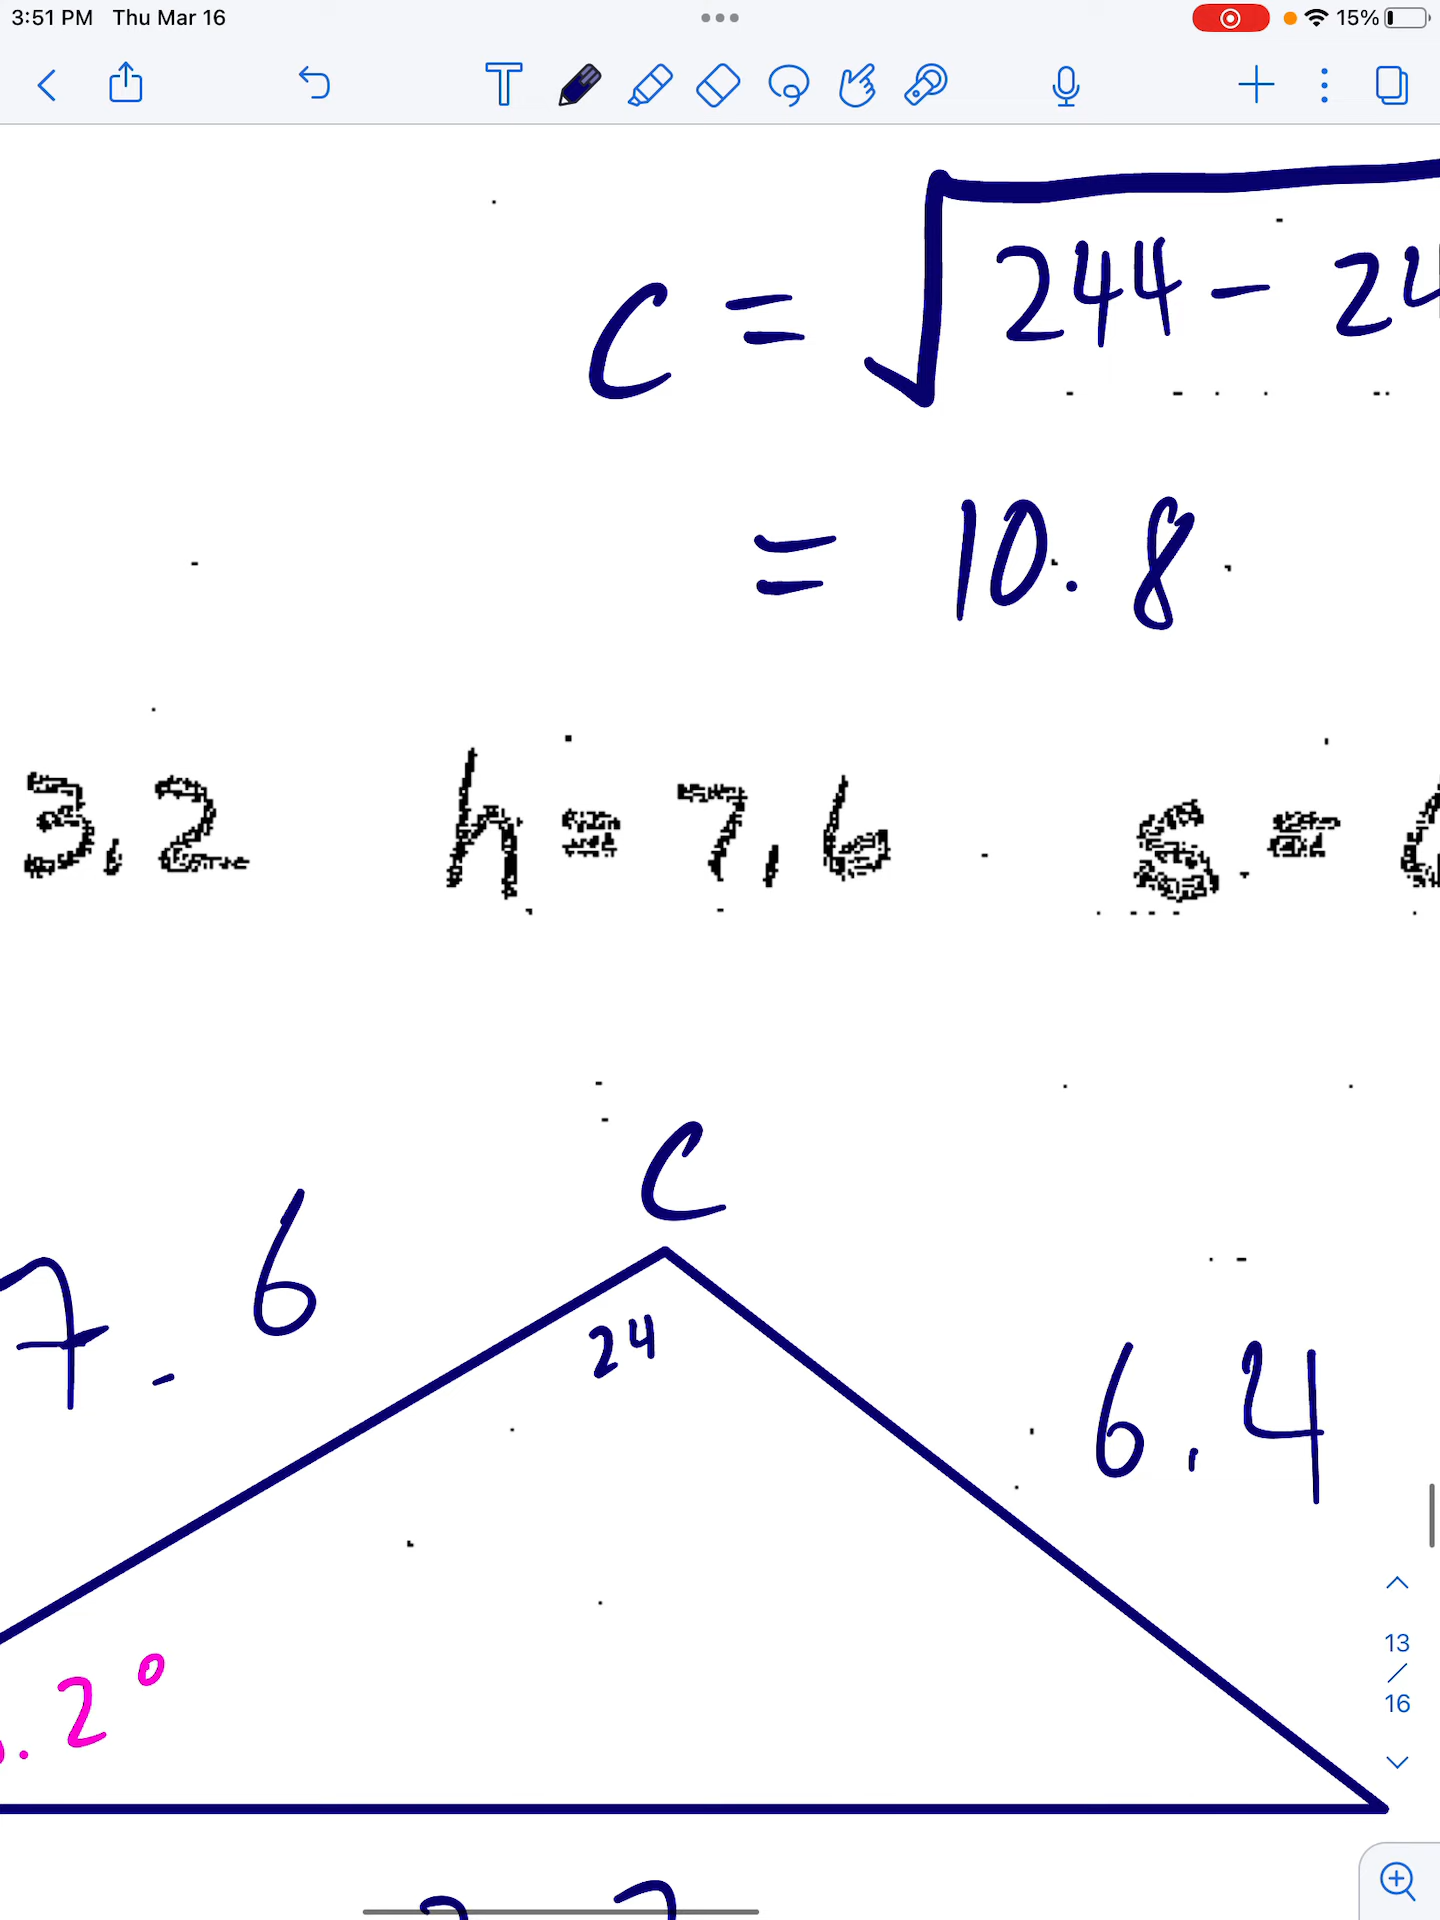 3:51 PM Thu Mar 16
15%
T
C = √244 - 24
= 10.8
3,2 h = 7,6 s =
C
7.6
24
6.4
. 2°
13
/
16